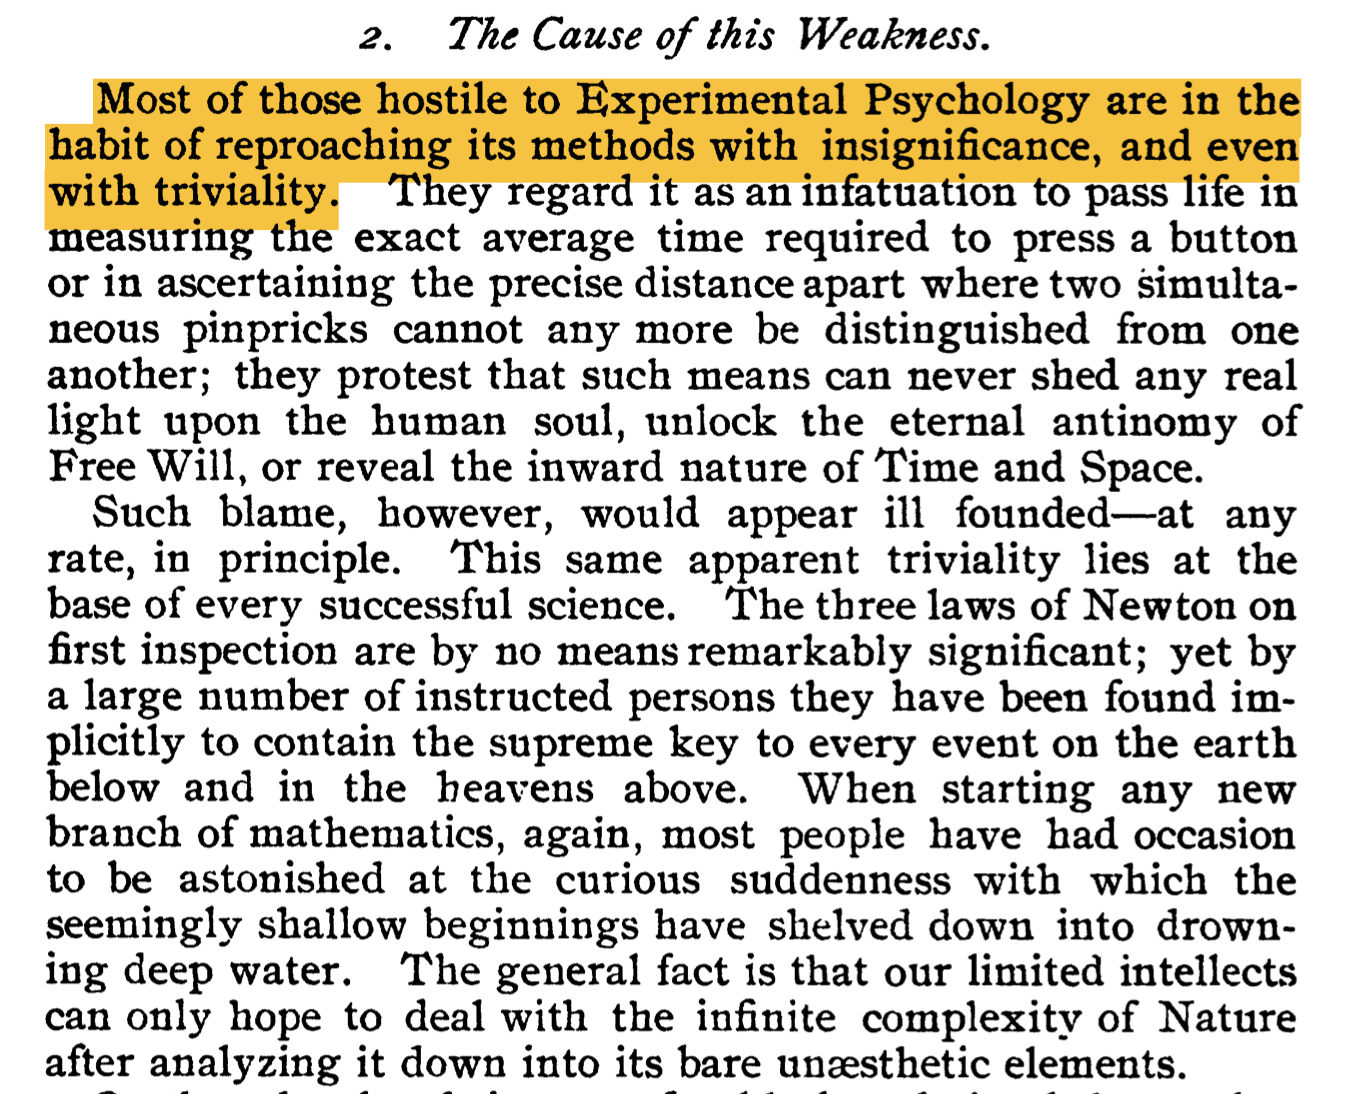 2. The Cause of this Weakness.
Most of those hostile to Experimental Psychology are in the
habit of reproaching its methods with insignificance, and even
with triviality. They regard it as an infatuation to pass life in
measuring the exact average time required to press a button
or in ascertaining the precise distance apart where two simulta-
neous pinpricks cannot any more be distinguished from one
another; they protest that such means can never shed any real
light upon the human soul, unlock the eternal antinomy of
Free Will, or reveal the inward nature of Time and Space.
Such blame, however, would appear ill founded—at any
rate, in principle. This same apparent triviality lies at the
base of every successful science. The three laws of Newton on
first inspection are by no means remarkably significant; yet by
a large number of instructed persons they have been found im-
plicitly to contain the supreme key to every event on the earth
below and in the heavens above. When starting any new
branch of mathematics, again, most people have had occasion
to be astonished at the curious suddenness with which the
seemingly shallow beginnings have shelved down into drown-
ing deep water. The general fact is that our limited intellects
can only hope to deal with the infinite complexity of Nature
after analyzing it down into its bare unæsthetic elements.